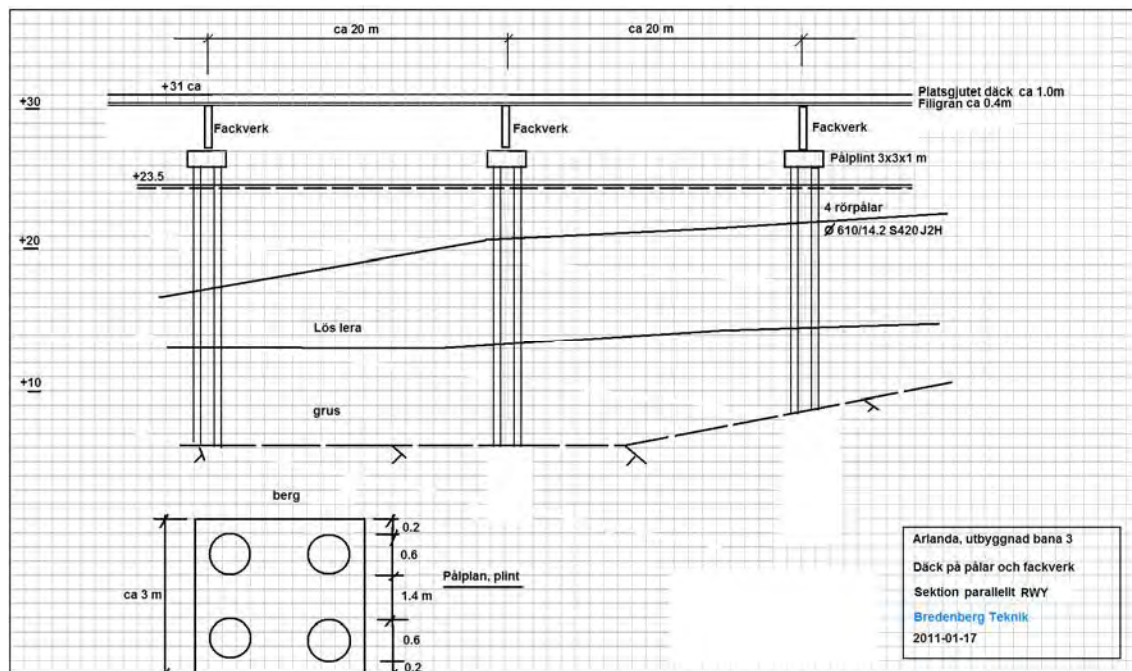 ca 20 m
ca 20 m
+31 ca
+30
Platsgjutet däck ca 1.0m
Filigran ca 0.4m
Fackverk
Fackverk
Fackverk
Pålplint 3x3x1 m
+23.5
4 rörpålar
Ø 610/14.2 S420 J2H
+20
Lös lera
+10
grus
berg
ca 3 m
0.2
0.6
1.4 m
0.6
0.2
Pålplan, plint
Arlanda, utbyggnad bana 3
Däck på pålar och fackverk
Sektion parallellt RWY
Bredenberg Teknik
2011-01-17